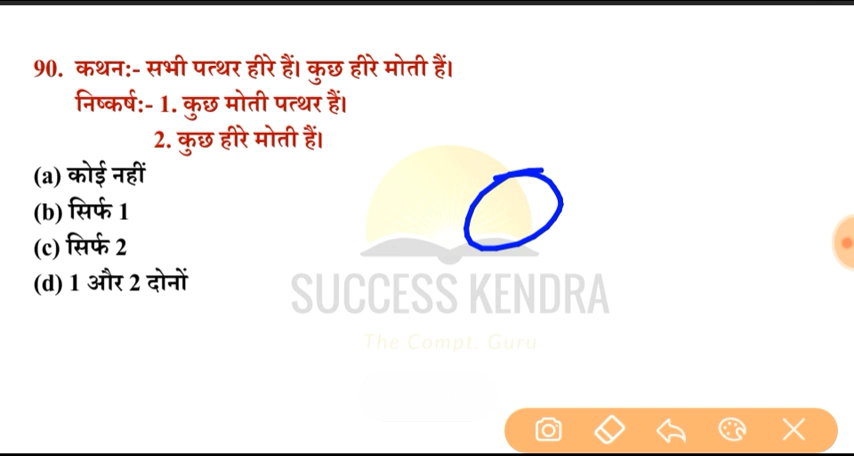 90. कथन:- सभी पत्थर हीरे हैं। कुछ हीरे मोती हैं।
निष्कर्ष:- 1. कुछ मोती पत्थर हैं।
2. कुछ हीरे मोती हैं।
(a) कोई नहीं
(b) सिर्फ 1
(c) सिर्फ 2
(d) 1 और 2 दोनों
SUCCESS KENDRA
The Compt. Guru